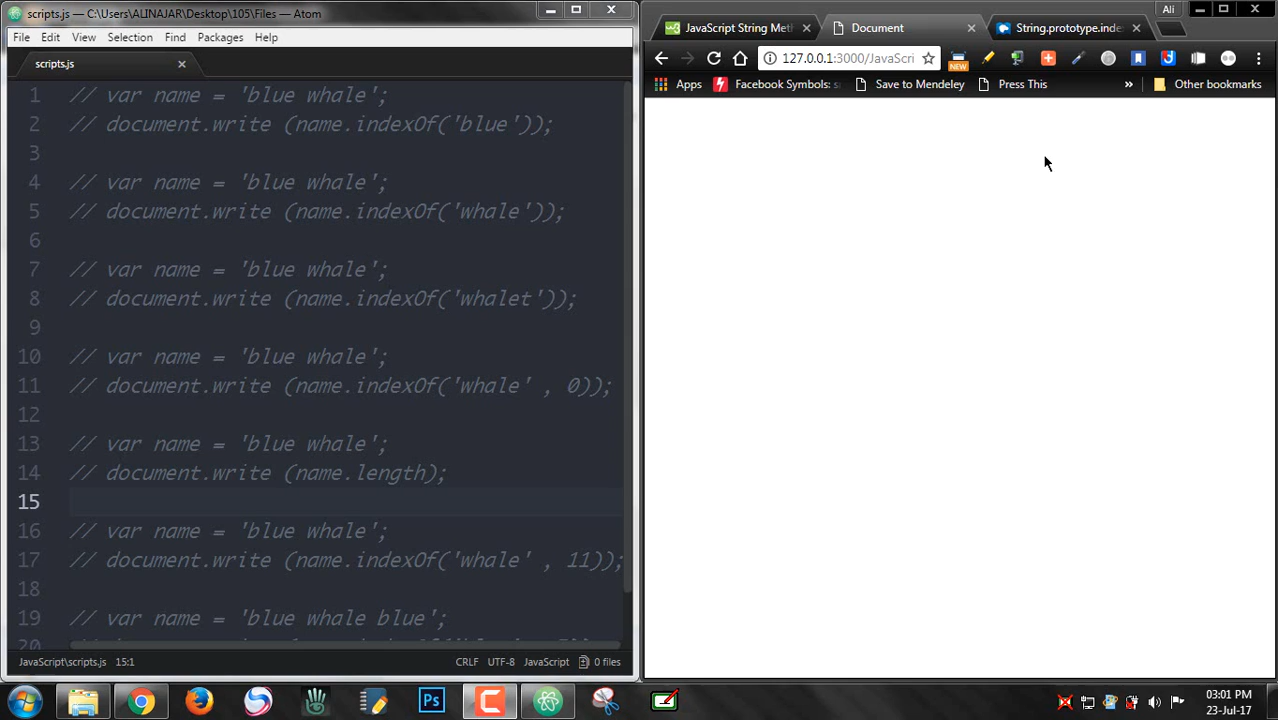 scripts.js — C:\Users\ALINAJAR\Desktop\105\Files — Atom
File Edit View Selection Find Packages Help
scripts.js
1 // var name = 'blue whale';
2 // document.write (name.indexOf('blue'));
3
4 // var name = 'blue whale';
5 // document.write (name.indexOf('whale'));
6
7 // var name = 'blue whale';
8 // document.write (name.indexOf('whalet'));
9
10 // var name = 'blue whale';
11 // document.write (name.indexOf('whale' , 0));
12
13 // var name = 'blue whale';
14 // document.write (name.length);
15
16 // var name = 'blue whale';
17 // document.write (name.indexOf('whale' , 11));
18
19 // var name = 'blue whale blue';
20
JavaScript\scripts.js 15:1 CRLF UTF-8 JavaScript 0 files
Ali
JavaScript String Met Document String.prototype.inde
127.0.0.1:3000/JavaScri
NEW
Apps Facebook Symbols: Save to Mendeley Press This » Other bookmarks
Ps
03:01 PM
23-Jul-17